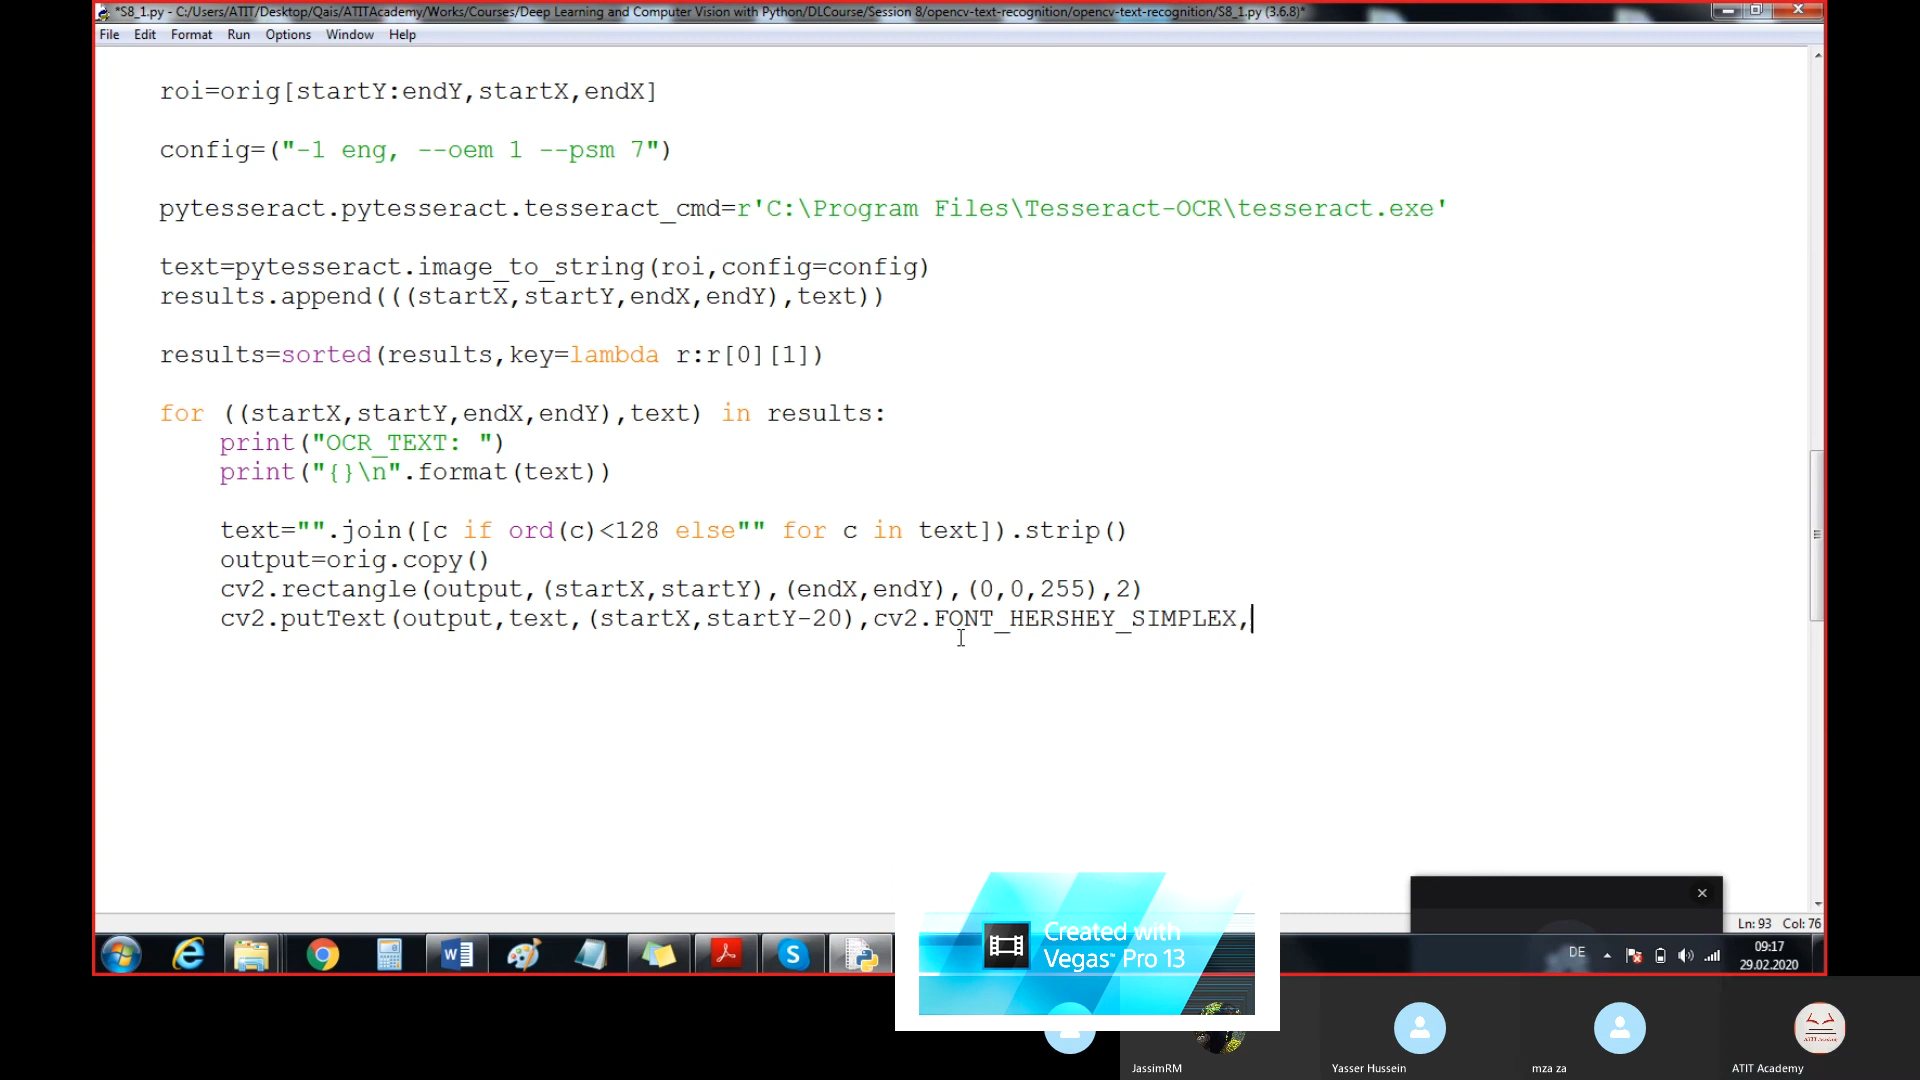 *S8_1.py - C:/Users/ATIT/Desktop/Qais/ATITAcademy/Works/Courses/Deep Learning and Computer Vision with Python/DLCourse/Session 8/opencv-text-recognition/opencv-text-recognition/S8_1.py (3.6.8)*
File Edit Format Run Options Window Help
roi=orig[startY:endY,startX,endX]
config=("-1 eng, --oem 1 --psm 7")
pytesseract.pytesseract.tesseract_cmd=r'C:\Program Files\Tesseract-OCR\tesseract.exe'
text=pytesseract.image_to_string(roi,config=config)
results.append(((startX,startY,endX,endY),text))
results=sorted(results,key=lambda r:r[0][1])
for ((startX,startY,endX,endY),text) in results:
print("OCR_TEXT: ")
print("{}\n".format(text))
text="".join([c if ord(c)<128 else"" for c in text]).strip()
output=orig.copy()
cv2.rectangle(output,(startX,startY),(endX,endY),(0,0,255),2)
cv2.putText(output,text,(startX,startY-20),cv2.FONT_HERSHEY_SIMPLEX,
Ln: 93 Col: 76
Created with
Vegas™ Pro 13
DE
09:17
29.02.2020
JassimRM
Yasser Hussein
mza za
ATIT Academy